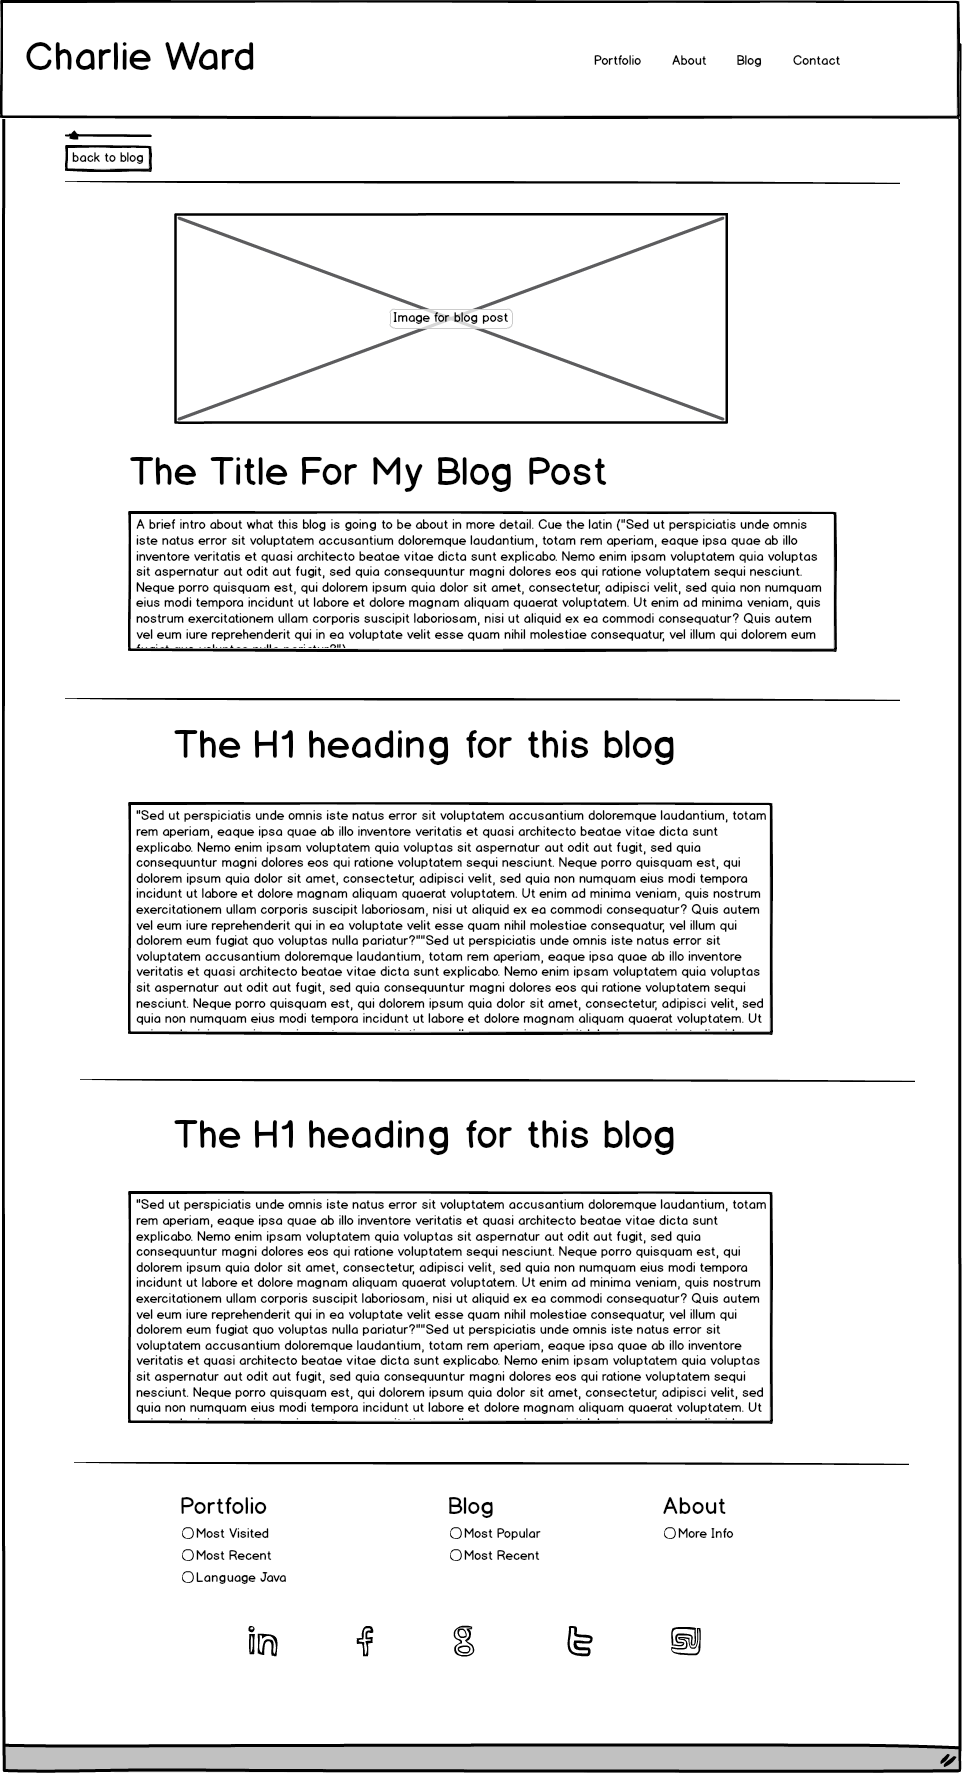 Charlie Ward
Portfolio About Blog Contact
back to blog
Image for blog post
The Title For My Blog Post
A brief intro about what this blog is going to be about in more detail. Cue the latin ("Sed ut perspiciatis unde omnis
iste natus error sit voluptatem accusantium doloremque laudantium, totam rem aperiam, eaque ipsa quae ab illo
inventore veritatis et quasi architecto beatae vitae dicta sunt explicabo. Nemo enim ipsam voluptatem quia voluptas
sit aspernatur aut odit aut fugit, sed quia consequuntur magni dolores eos qui ratione voluptatem sequi nesciunt.
Neque porro quisquam est, qui dolorem ipsum quia dolor sit amet, consectetur, adipisci velit, sed quia non numquam
eius modi tempora incidunt ut labore et dolore magnam aliquam quaerat voluptatem. Ut enim ad minima veniam, quis
nostrum exercitationem ullam corporis suscipit laboriosam, nisi ut aliquid ex ea commodi consequatur? Quis autem
vel eum iure reprehenderit qui in ea voluptate velit esse quam nihil molestiae consequatur, vel illum qui dolorem eum
fugiat quo voluptas nulla pariatur?")
The H1 heading for this blog
"Sed ut perspiciatis unde omnis iste natus error sit voluptatem accusantium doloremque laudantium, totam
rem aperiam, eaque ipsa quae ab illo inventore veritatis et quasi architecto beatae vitae dicta sunt
explicabo. Nemo enim ipsam voluptatem quia voluptas sit aspernatur aut odit aut fugit, sed quia
consequuntur magni dolores eos qui ratione voluptatem sequi nesciunt. Neque porro quisquam est, qui
dolorem ipsum quia dolor sit amet, consectetur, adipisci velit, sed quia non numquam eius modi tempora
incidunt ut labore et dolore magnam aliquam quaerat voluptatem. Ut enim ad minima veniam, quis nostrum
exercitationem ullam corporis suscipit laboriosam, nisi ut aliquid ex ea commodi consequatur? Quis autem
vel eum iure reprehenderit qui in ea voluptate velit esse quam nihil molestiae consequatur, vel illum qui
dolorem eum fugiat quo voluptas nulla pariatur?""Sed ut perspiciatis unde omnis iste natus error sit
voluptatem accusantium doloremque laudantium, totam rem aperiam, eaque ipsa quae ab illo inventore
veritatis et quasi architecto beatae vitae dicta sunt explicabo. Nemo enim ipsam voluptatem quia voluptas
sit aspernatur aut odit aut fugit, sed quia consequuntur magni dolores eos qui ratione voluptatem sequi
nesciunt. Neque porro quisquam est, qui dolorem ipsum quia dolor sit amet, consectetur, adipisci velit, sed
quia non numquam eius modi tempora incidunt ut labore et dolore magnam aliquam quaerat voluptatem. Ut
The H1 heading for this blog
"Sed ut perspiciatis unde omnis iste natus error sit voluptatem accusantium doloremque laudantium, totam
rem aperiam, eaque ipsa quae ab illo inventore veritatis et quasi architecto beatae vitae dicta sunt
explicabo. Nemo enim ipsam voluptatem quia voluptas sit aspernatur aut odit aut fugit, sed quia
consequuntur magni dolores eos qui ratione voluptatem sequi nesciunt. Neque porro quisquam est, qui
dolorem ipsum quia dolor sit amet, consectetur, adipisci velit, sed quia non numquam eius modi tempora
incidunt ut labore et dolore magnam aliquam quaerat voluptatem. Ut enim ad minima veniam, quis nostrum
exercitationem ullam corporis suscipit laboriosam, nisi ut aliquid ex ea commodi consequatur? Quis autem
vel eum iure reprehenderit qui in ea voluptate velit esse quam nihil molestiae consequatur, vel illum qui
dolorem eum fugiat quo voluptas nulla pariatur?""Sed ut perspiciatis unde omnis iste natus error sit
voluptatem accusantium doloremque laudantium, totam rem aperiam, eaque ipsa quae ab illo inventore
veritatis et quasi architecto beatae vitae dicta sunt explicabo. Nemo enim ipsam voluptatem quia voluptas
sit aspernatur aut odit aut fugit, sed quia consequuntur magni dolores eos qui ratione voluptatem sequi
nesciunt. Neque porro quisquam est, qui dolorem ipsum quia dolor sit amet, consectetur, adipisci velit, sed
quia non numquam eius modi tempora incidunt ut labore et dolore magnam aliquam quaerat voluptatem. Ut
Portfolio
Most Visited
Most Recent
Language Java
Blog
Most Popular
Most Recent
About
More Info
in f g t su